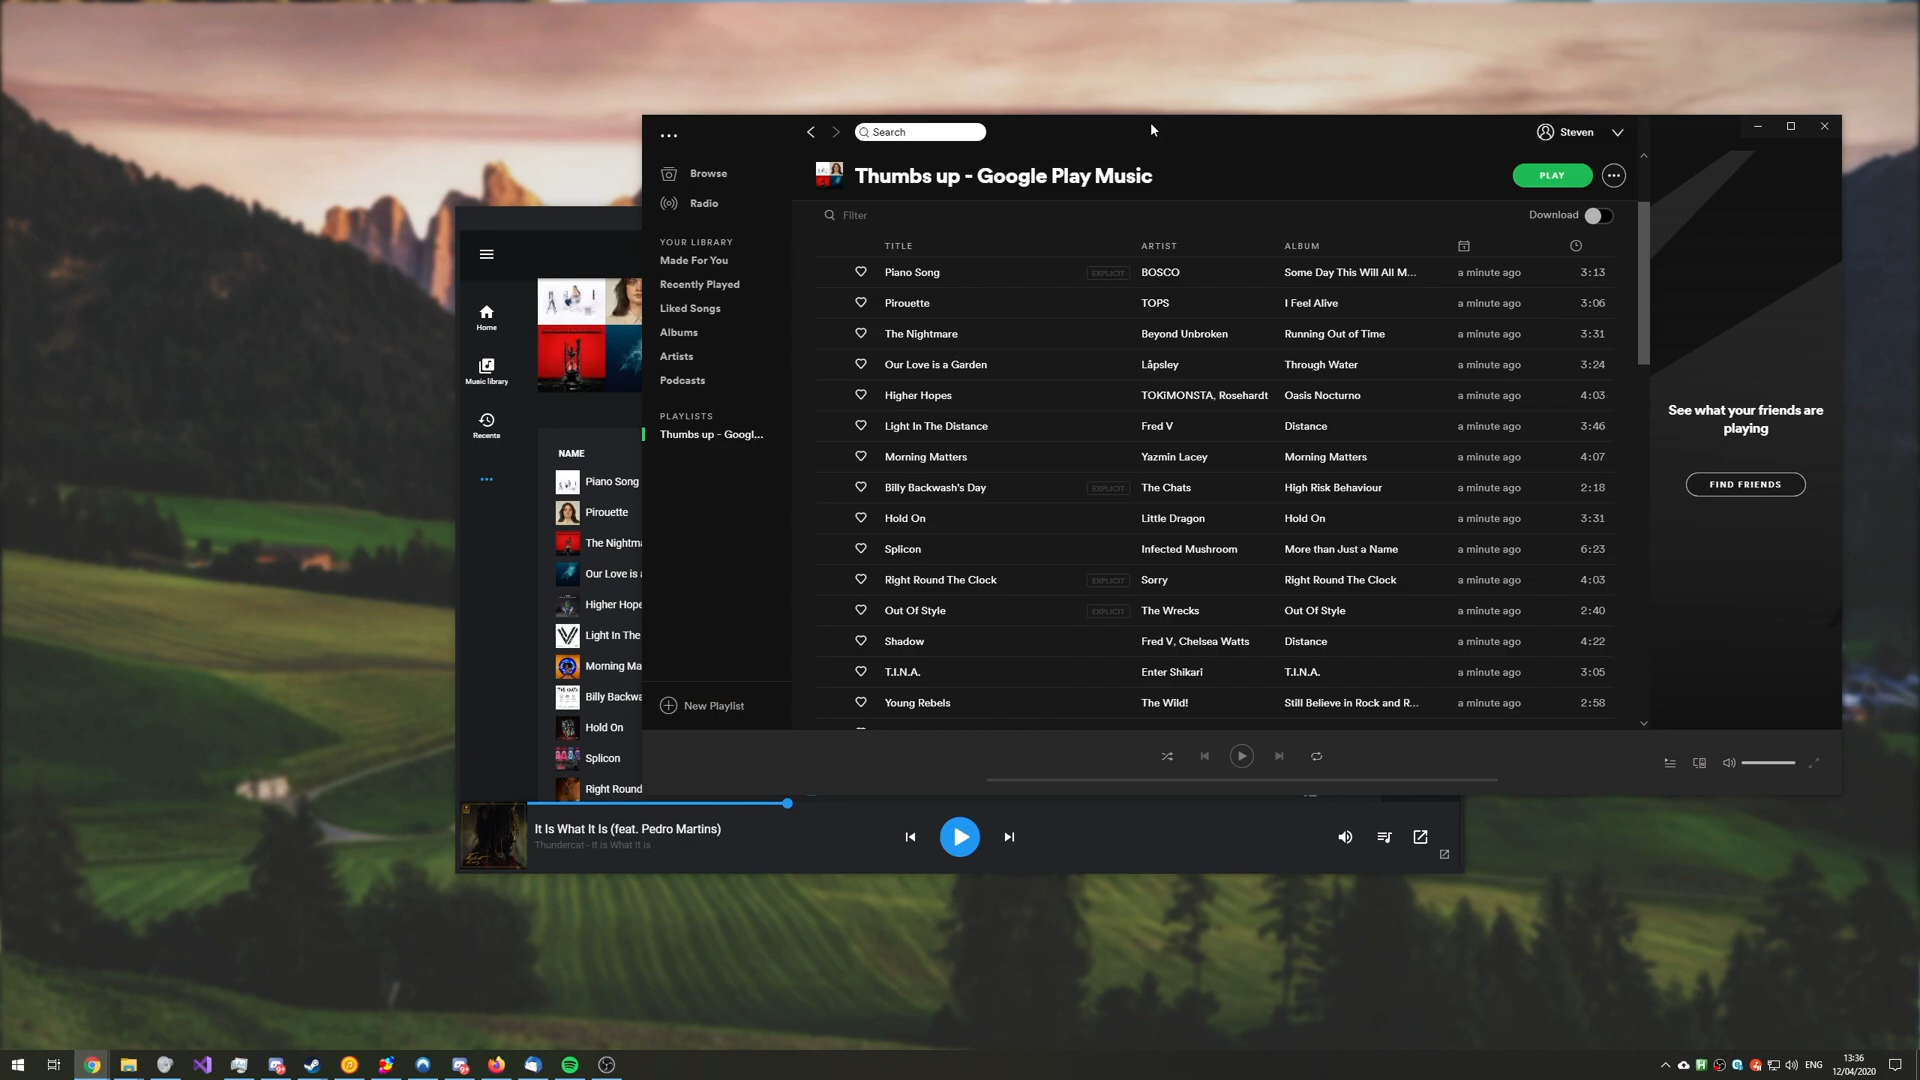 Search
Steven
Browse
Radio
YOUR LIBRARY
Made For You
Recently Played
Liked Songs
Albums
Artists
Podcasts
PLAYLISTS
Thumbs up - Googl...
New Playlist
Thumbs up - Google Play Music
PLAY
Filter
Download
TITLE ARTIST ALBUM
Piano Song EXPLICIT BOSCO Some Day This Will All M... a minute ago 3:13
Pirouette TOPS I Feel Alive a minute ago 3:06
The Nightmare Beyond Unbroken Running Out of Time a minute ago 3:31
Our Love is a Garden Låpsley Through Water a minute ago 3:24
Higher Hopes TOKiMONSTA, Rosehardt Oasis Nocturno a minute ago 4:03
Light In The Distance Fred V Distance a minute ago 3:46
Morning Matters Yazmin Lacey Morning Matters a minute ago 4:07
Billy Backwash's Day EXPLICIT The Chats High Risk Behaviour a minute ago 2:18
Hold On Little Dragon Hold On a minute ago 3:31
Splicon Infected Mushroom More than Just a Name a minute ago 6:23
Right Round The Clock EXPLICIT Sorry Right Round The Clock a minute ago 4:03
Out Of Style EXPLICIT The Wrecks Out Of Style a minute ago 2:40
Shadow Fred V, Chelsea Watts Distance a minute ago 4:22
T.I.N.A. Enter Shikari T.I.N.A. a minute ago 3:05
Young Rebels The Wild! Still Believe in Rock and R... a minute ago 2:58
See what your friends are
playing
FIND FRIENDS
Home
Music library
Recents
NAME
Piano Song
Pirouette
The Nightm
Our Love is
Higher Hope
Light In The
Morning Ma
Billy Backwa
Hold On
Splicon
Right Round
It Is What It Is (feat. Pedro Martins)
Thundercat - It is What It is
ENG
13:36
12/04/2020